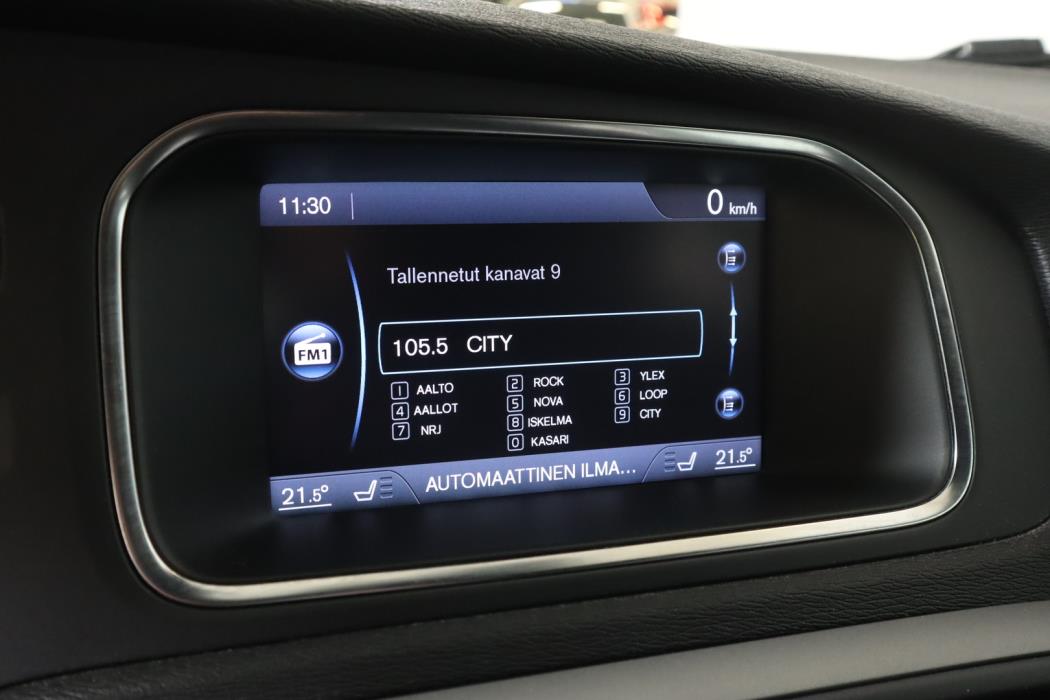 11:30
0 km/h
Tallennetut kanavat 9
FM1
105.5 CITY
1 AALTO 2 ROCK 3 YLEX
4 AALLOT 5 NOVA 6 LOOP
7 NRJ 8 ISKELMA 9 CITY
0 KASARI
21.5° AUTOMAATTINEN ILMA... 21.5°